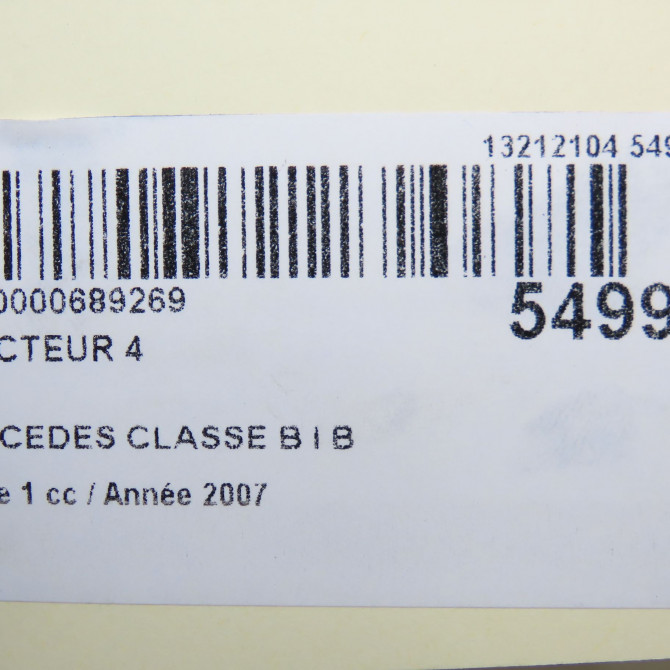 13212104 549
0000689269
5499
CTEUR 4
CEDES CLASSE B I B
e 1 cc / Année 2007